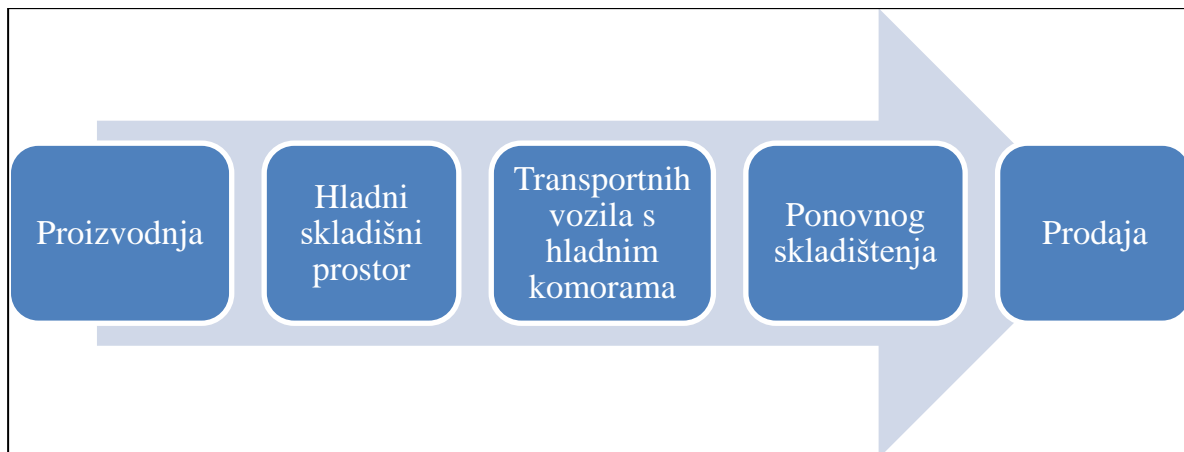 Proizvodnja
Hladni
skladišni
prostor
Transportnih
vozila s
hladnim
komorama
Ponovnog
skladištenja
Prodaja